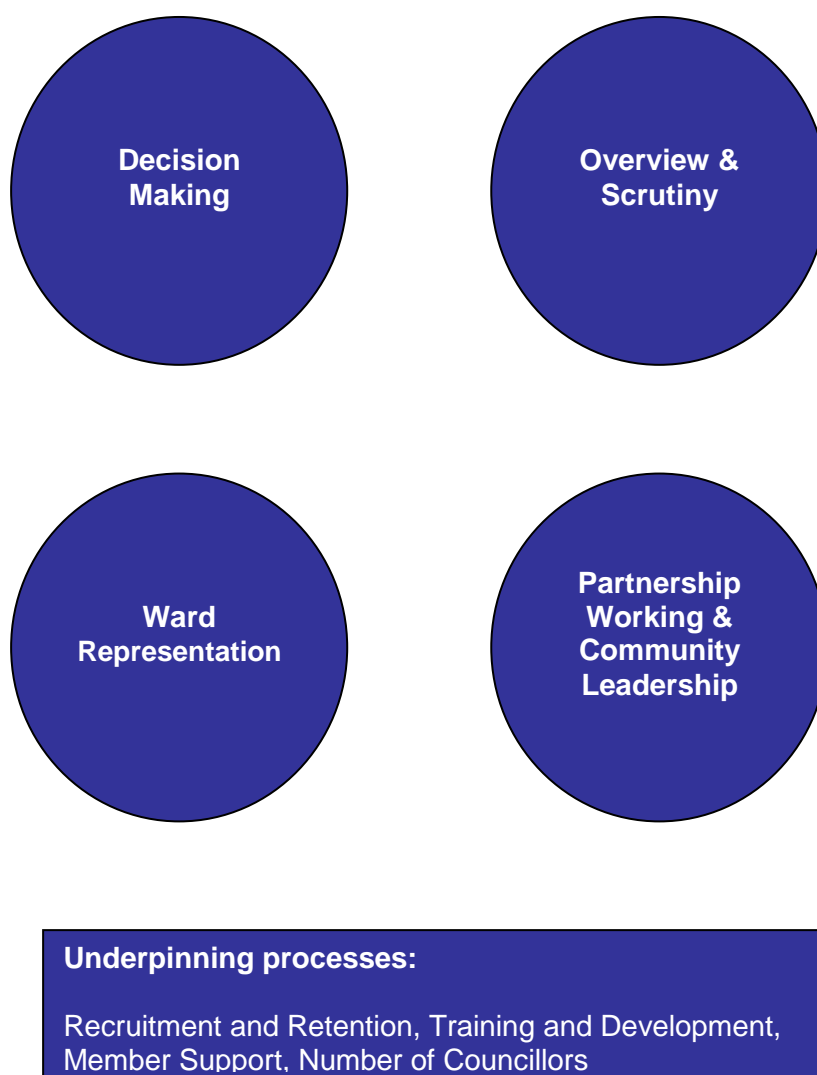 Decision
Making
Overview &
Scrutiny
Ward
Representation
Partnership
Working &
Community
Leadership
Underpinning processes:
Recruitment and Retention, Training and Development,
Member Support, Number of Councillors